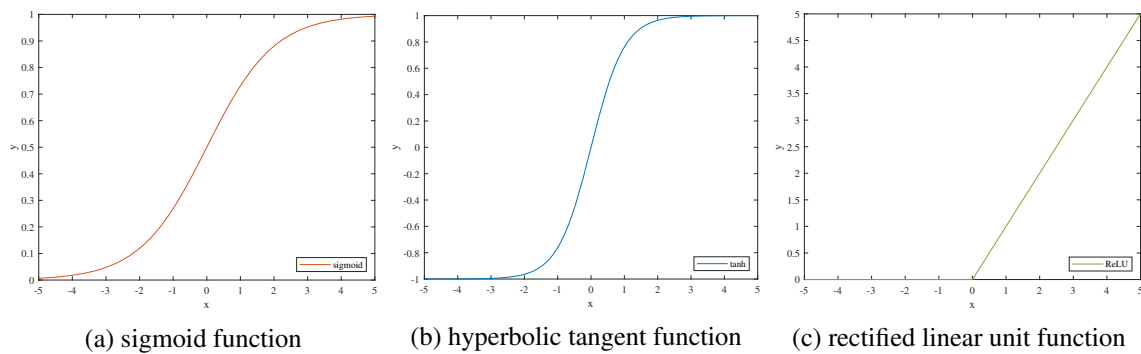 1
0.9
0.8
0.7
0.6
0.5
0.4
0.3
0.2
0.1
0
y
-5 -4 -3 -2 -1 0 1 2 3 4 5
x
sigmoid
(a) sigmoid function
1
0.8
0.6
0.4
0.2
0
-0.2
-0.4
-0.6
-0.8
-1
y
-5 -4 -3 -2 -1 0 1 2 3 4 5
x
tanh
(b) hyperbolic tangent function
5
4.5
4
3.5
3
2.5
2
1.5
1
0.5
0
y
-5 -4 -3 -2 -1 0 1 2 3 4 5
x
ReLU
(c) rectified linear unit function